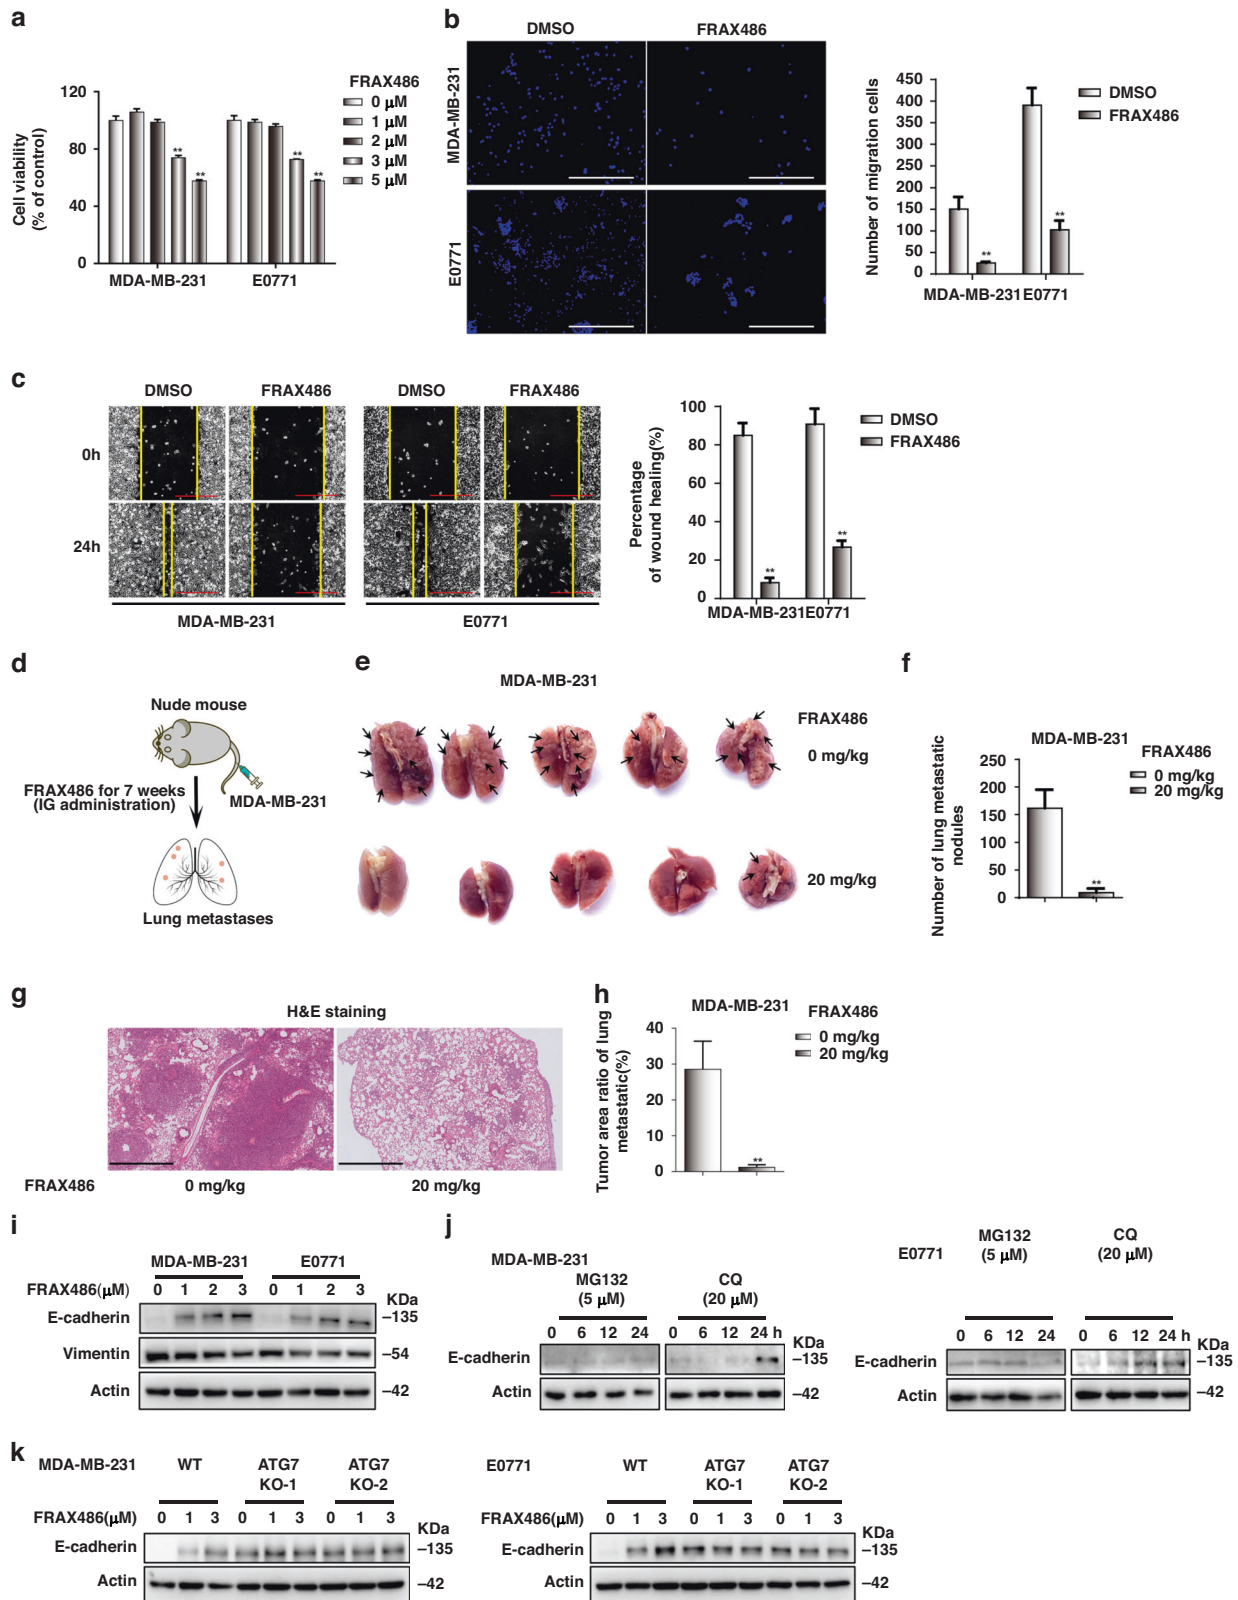 a
FRAX486
0 μM
1 μM
2 μM
3 μM
5 μM
Cell viability
(% of control)
120
80
40
0
** ** ** **
MDA-MB-231 E0771
b
DMSO FRAX486
MDA-MB-231
E0771
Number of migration cells
450
400
350
300
250
200
150
100
50
0
DMSO
FRAX486
** **
MDA-MB-231 E0771
c
DMSO FRAX486 DMSO FRAX486
0h
24h
MDA-MB-231 E0771
Percentage
of wound healing(%)
100
80
60
40
20
0
DMSO
FRAX486
** **
MDA-MB-231 E0771
d
Nude mouse
FRAX486 for 7 weeks
(IG administration)
MDA-MB-231
Lung metastases
e
MDA-MB-231
FRAX486
0 mg/kg
20 mg/kg
f
MDA-MB-231
FRAX486
0 mg/kg
20 mg/kg
Number of lung metastatic
nodules
250
200
150
100
50
0
**
g
H&E staining
FRAX486 0 mg/kg 20 mg/kg
h
MDA-MB-231
FRAX486
0 mg/kg
20 mg/kg
Tumor area ratio of lung
metastatic(%)
40
30
20
10
0
**
i
MDA-MB-231 E0771
FRAX486(μM) 0 1 2 3 0 1 2 3
KDa
E-cadherin –135
Vimentin –54
Actin –42
j
MDA-MB-231
MG132 CQ
(5 μM) (20 μM)
0 6 12 24 0 6 12 24 h
KDa
E-cadherin –135
Actin –42
E0771
MG132 CQ
(5 μM) (20 μM)
0 6 12 24 0 6 12 24 h
KDa
E-cadherin –135
Actin –42
k
MDA-MB-231 WT ATG7 ATG7
KO-1 KO-2
FRAX486(μM) 0 1 3 0 1 3 0 1 3
KDa
E-cadherin –135
Actin –42
E0771 WT ATG7 ATG7
KO-1 KO-2
FRAX486(μM) 0 1 3 0 1 3 0 1 3
KDa
E-cadherin –135
Actin –42